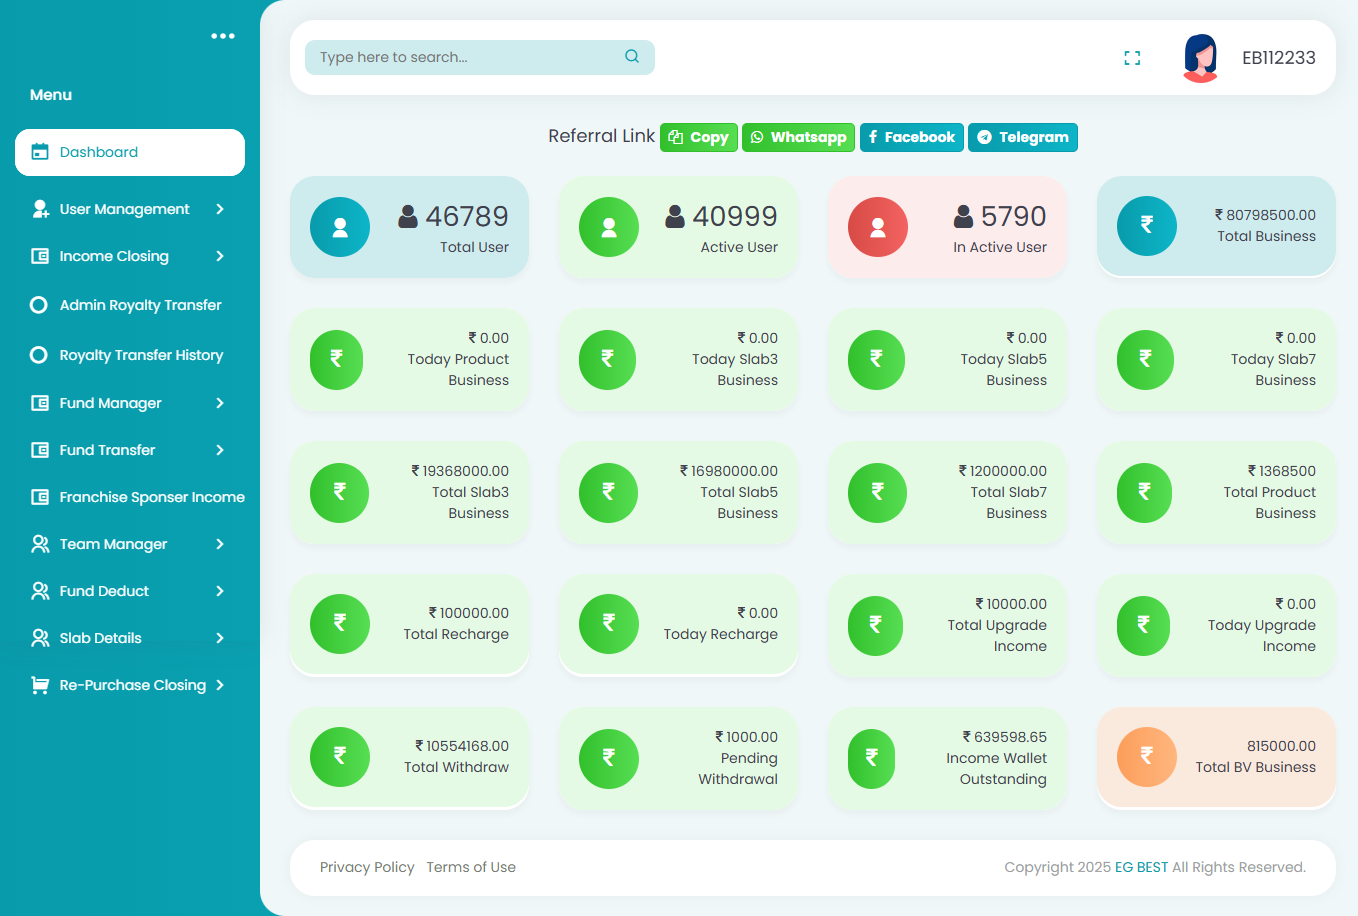 Menu
Dashboard
User Management
Income Closing
Admin Royalty Transfer
Royalty Transfer History
Fund Manager
Fund Transfer
Franchise Sponser Income
Team Manager
Fund Deduct
Slab Details
Re-Purchase Closing
Type here to search...
EB112233
Referral Link Copy Whatsapp Facebook Telegram
46789
Total User
40999
Active User
5790
In Active User
₹ 80798500.00
Total Business
₹ 0.00
Today Product
Business
₹ 0.00
Today Slab3
Business
₹ 0.00
Today Slab5
Business
₹ 0.00
Today Slab7
Business
₹ 19368000.00
Total Slab3
Business
₹ 16980000.00
Total Slab5
Business
₹ 1200000.00
Total Slab7
Business
₹ 1368500
Total Product
Business
₹ 100000.00
Total Recharge
₹ 0.00
Today Recharge
₹ 10000.00
Total Upgrade
Income
₹ 0.00
Today Upgrade
Income
₹ 10554168.00
Total Withdraw
₹ 1000.00
Pending
Withdrawal
₹ 639598.65
Income Wallet
Outstanding
815000.00
Total BV Business
Privacy Policy Terms of Use
Copyright 2025 EG BEST All Rights Reserved.